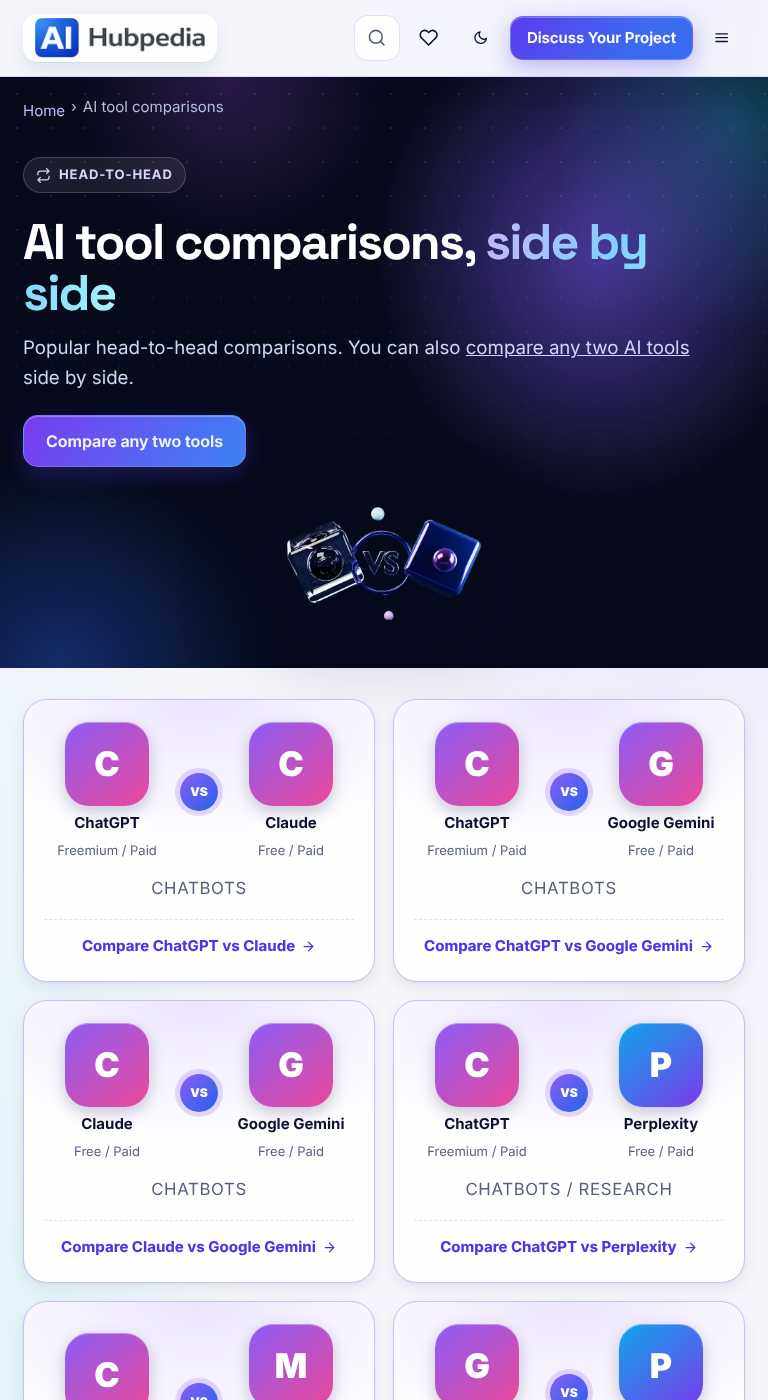 AI Hubpedia
Discuss Your Project
Home › AI tool comparisons
HEAD-TO-HEAD
AI tool comparisons, side by
side
Popular head-to-head comparisons. You can also compare any two AI tools
side by side.
Compare any two tools
VS
C
VS
C
ChatGPT
Claude
Freemium / Paid
Free / Paid
CHATBOTS
Compare ChatGPT vs Claude →
C
VS
G
ChatGPT
Google Gemini
Freemium / Paid
Free / Paid
CHATBOTS
Compare ChatGPT vs Google Gemini →
C
VS
G
Claude
Google Gemini
Free / Paid
Free / Paid
CHATBOTS
Compare Claude vs Google Gemini →
C
VS
P
ChatGPT
Perplexity
Freemium / Paid
Free / Paid
CHATBOTS / RESEARCH
Compare ChatGPT vs Perplexity →
C
VS
M
G
VS
P